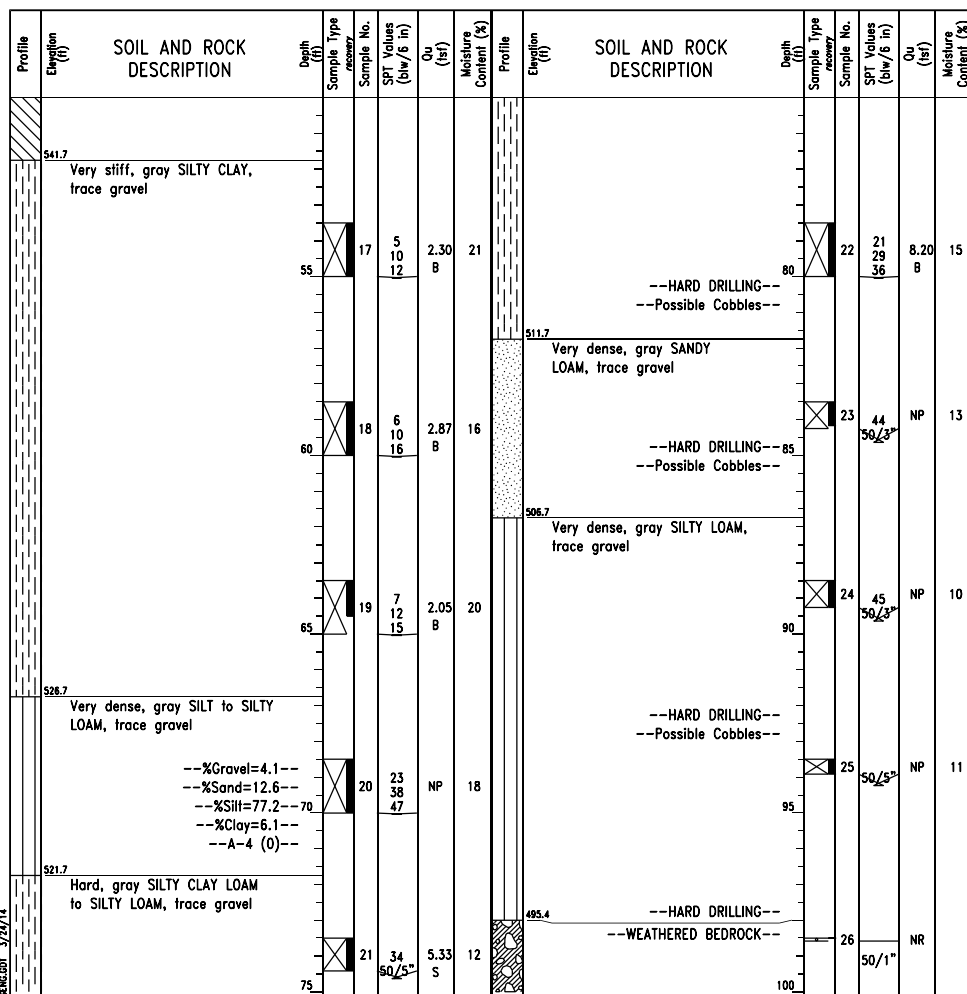 Profile
Elevation
(ft)
SOIL AND ROCK
DESCRIPTION
Depth
(ft)
Sample Type
recovery
Sample No.
SPT Values
(blw/6 in)
Qu
(tsf)
Moisture
Content (%)
541.7
Very stiff, gray SILTY CLAY,
trace gravel
55
17
5
10
12
2.30
B
21
60
18
6
10
16
2.87
B
16
65
19
7
12
15
2.05
B
20
526.7
Very dense, gray SILT to SILTY
LOAM, trace gravel
--%Gravel=4.1--
--%Sand=12.6--
--%Silt=77.2--70
--%Clay=6.1--
--A-4 (0)--
20
23
38
47
NP
18
521.7
Hard, gray SILTY CLAY LOAM
to SILTY LOAM, trace gravel
75
21
34
50/5"
5.33
S
12
3/24/14
Profile
Elevation
(ft)
SOIL AND ROCK
DESCRIPTION
Depth
(ft)
Sample Type
recovery
Sample No.
SPT Values
(blw/6 in)
Qu
(tsf)
Moisture
Content (%)
80
22
21
29
36
8.20
B
15
--HARD DRILLING--
--Possible Cobbles--
511.7
Very dense, gray SANDY
LOAM, trace gravel
23
44
50/3"
NP
13
--HARD DRILLING--85
--Possible Cobbles--
506.7
Very dense, gray SILTY LOAM,
trace gravel
24
45
50/3"
NP
10
90
--HARD DRILLING--
--Possible Cobbles--
25
50/5"
NP
11
95
495.4
--HARD DRILLING--
--WEATHERED BEDROCK--
26
50/1"
NR
100